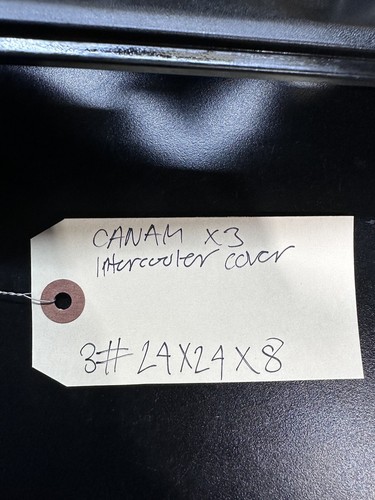 CANAM X3
Intercooler cover
3# 24X24X8